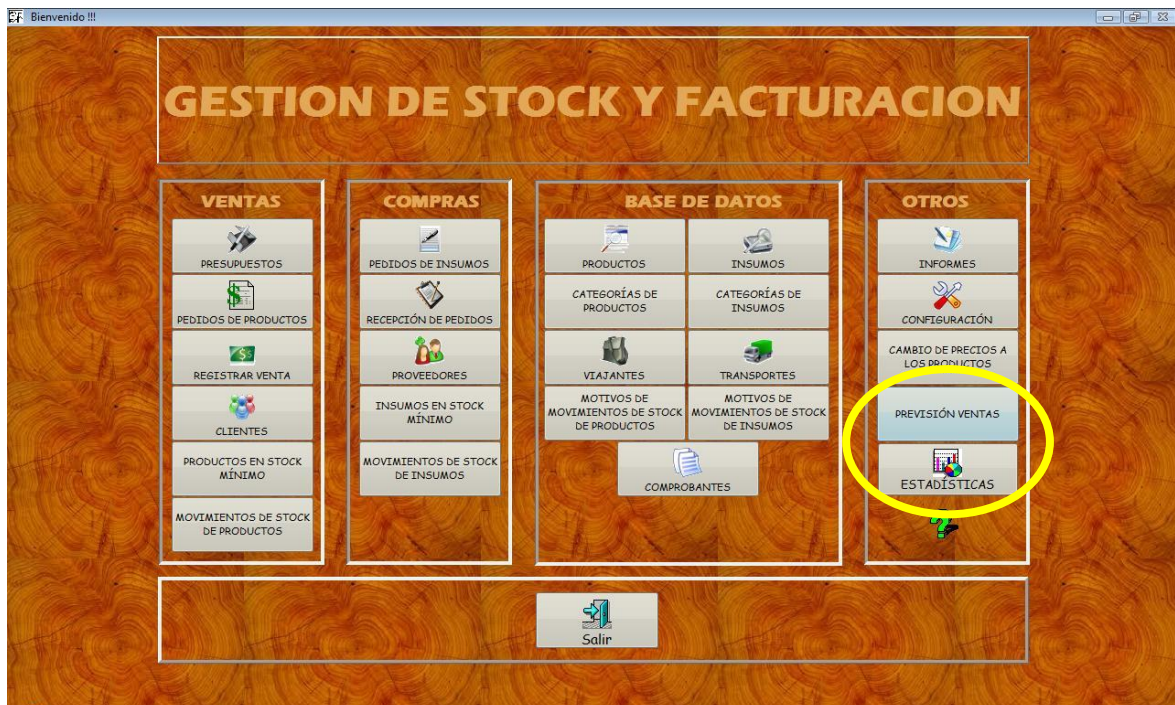 Bienvenido !!!
GESTION DE STOCK Y FACTURACION
VENTAS
PRESUPUESTOS
PEDIDOS DE PRODUCTOS
REGISTRAR VENTA
CLIENTES
PRODUCTOS EN STOCK
MÍNIMO
MOVIMIENTOS DE STOCK
DE PRODUCTOS
COMPRAS
PEDIDOS DE INSUMOS
RECEPCIÓN DE PEDIDOS
PROVEEDORES
INSUMOS EN STOCK
MÍNIMO
MOVIMIENTOS DE STOCK
DE INSUMOS
BASE DE DATOS
PRODUCTOS
INSUMOS
CATEGORÍAS DE
PRODUCTOS
CATEGORÍAS DE
INSUMOS
VIAJANTES
TRANSPORTES
MOTIVOS DE
MOVIMIENTOS DE STOCK
DE PRODUCTOS
MOTIVOS DE
MOVIMIENTOS DE STOCK
DE INSUMOS
COMPROBANTES
OTROS
INFORMES
CONFIGURACIÓN
CAMBIO DE PRECIOS A
LOS PRODUCTOS
PREVISIÓN VENTAS
ESTADÍSTICAS
Salir